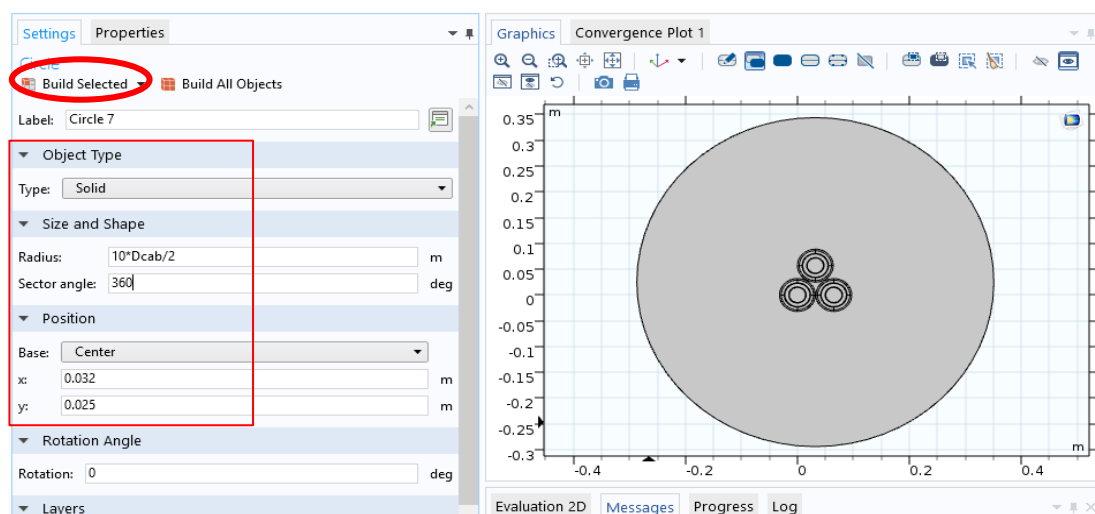 Settings Properties
Circle
Build Selected Build All Objects
Label: Circle 7
Object Type
Type: Solid
Size and Shape
Radius: 10*Dcab/2 m
Sector angle: 360 deg
Position
Base: Center
x: 0.032 m
y: 0.025 m
Rotation Angle
Rotation: 0 deg
Layers
Graphics Convergence Plot 1
m
0.35
0.3
0.25
0.2
0.15
0.1
0.05
0
-0.05
-0.1
-0.15
-0.2
-0.25
-0.3
m
-0.4 -0.2 0 0.2 0.4
Evaluation 2D Messages Progress Log